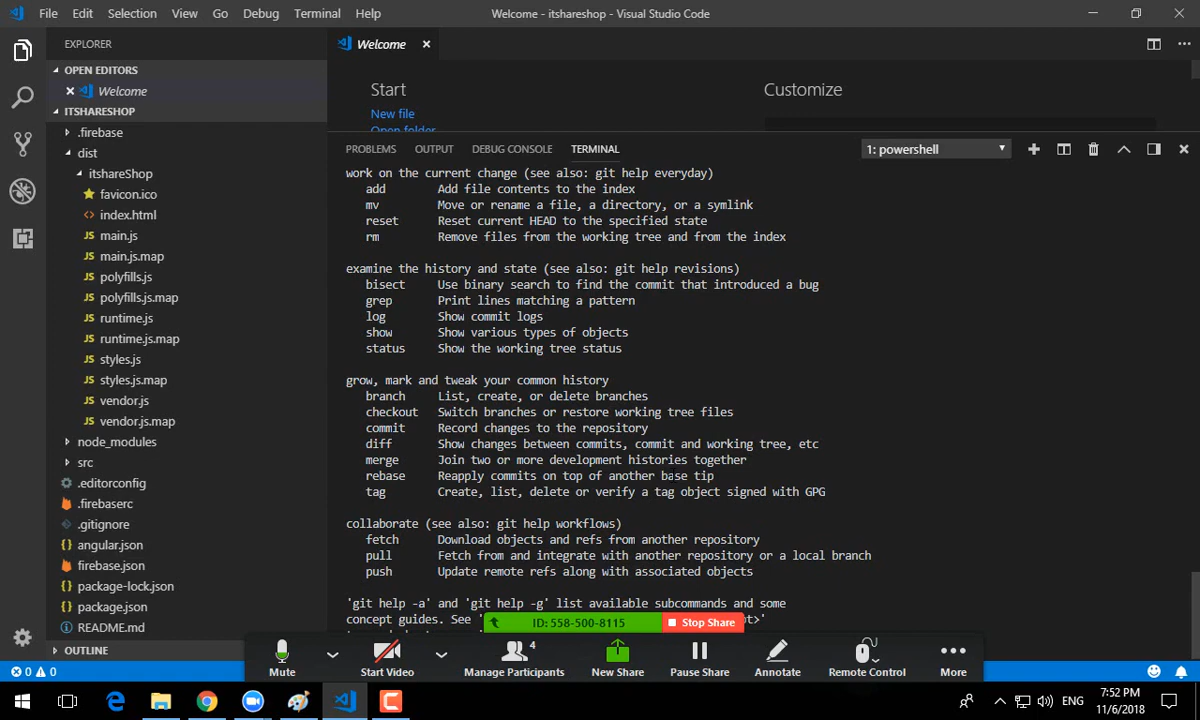 File Edit Selection View Go Debug Terminal Help
Welcome - itshareshop - Visual Studio Code
EXPLORER
OPEN EDITORS
Welcome
ITSHARESHOP
.firebase
dist
itshareShop
favicon.ico
index.html
main.js
main.js.map
polyfills.js
polyfills.js.map
runtime.js
runtime.js.map
styles.js
styles.js.map
vendor.js
vendor.js.map
node_modules
src
.editorconfig
.firebaserc
.gitignore
angular.json
firebase.json
package-lock.json
package.json
README.md
OUTLINE
Welcome
Start
Customize
New file
Open folder
PROBLEMS OUTPUT DEBUG CONSOLE TERMINAL
1: powershell
work on the current change (see also: git help everyday)
add Add file contents to the index
mv Move or rename a file, a directory, or a symlink
reset Reset current HEAD to the specified state
rm Remove files from the working tree and from the index
examine the history and state (see also: git help revisions)
bisect Use binary search to find the commit that introduced a bug
grep Print lines matching a pattern
log Show commit logs
show Show various types of objects
status Show the working tree status
grow, mark and tweak your common history
branch List, create, or delete branches
checkout Switch branches or restore working tree files
commit Record changes to the repository
diff Show changes between commits, commit and working tree, etc
merge Join two or more development histories together
rebase Reapply commits on top of another base tip
tag Create, list, delete or verify a tag object signed with GPG
collaborate (see also: git help workflows)
fetch Download objects and refs from another repository
pull Fetch from and integrate with another repository or a local branch
push Update remote refs along with associated objects
'git help -a' and 'git help -g' list available subcommands and some
concept guides. See '
ID: 558-500-8115
Stop Share
Mute
Start Video
4
Manage Participants
New Share
Pause Share
Annotate
Remote Control
More
0 0
ENG
7:52 PM
11/6/2018